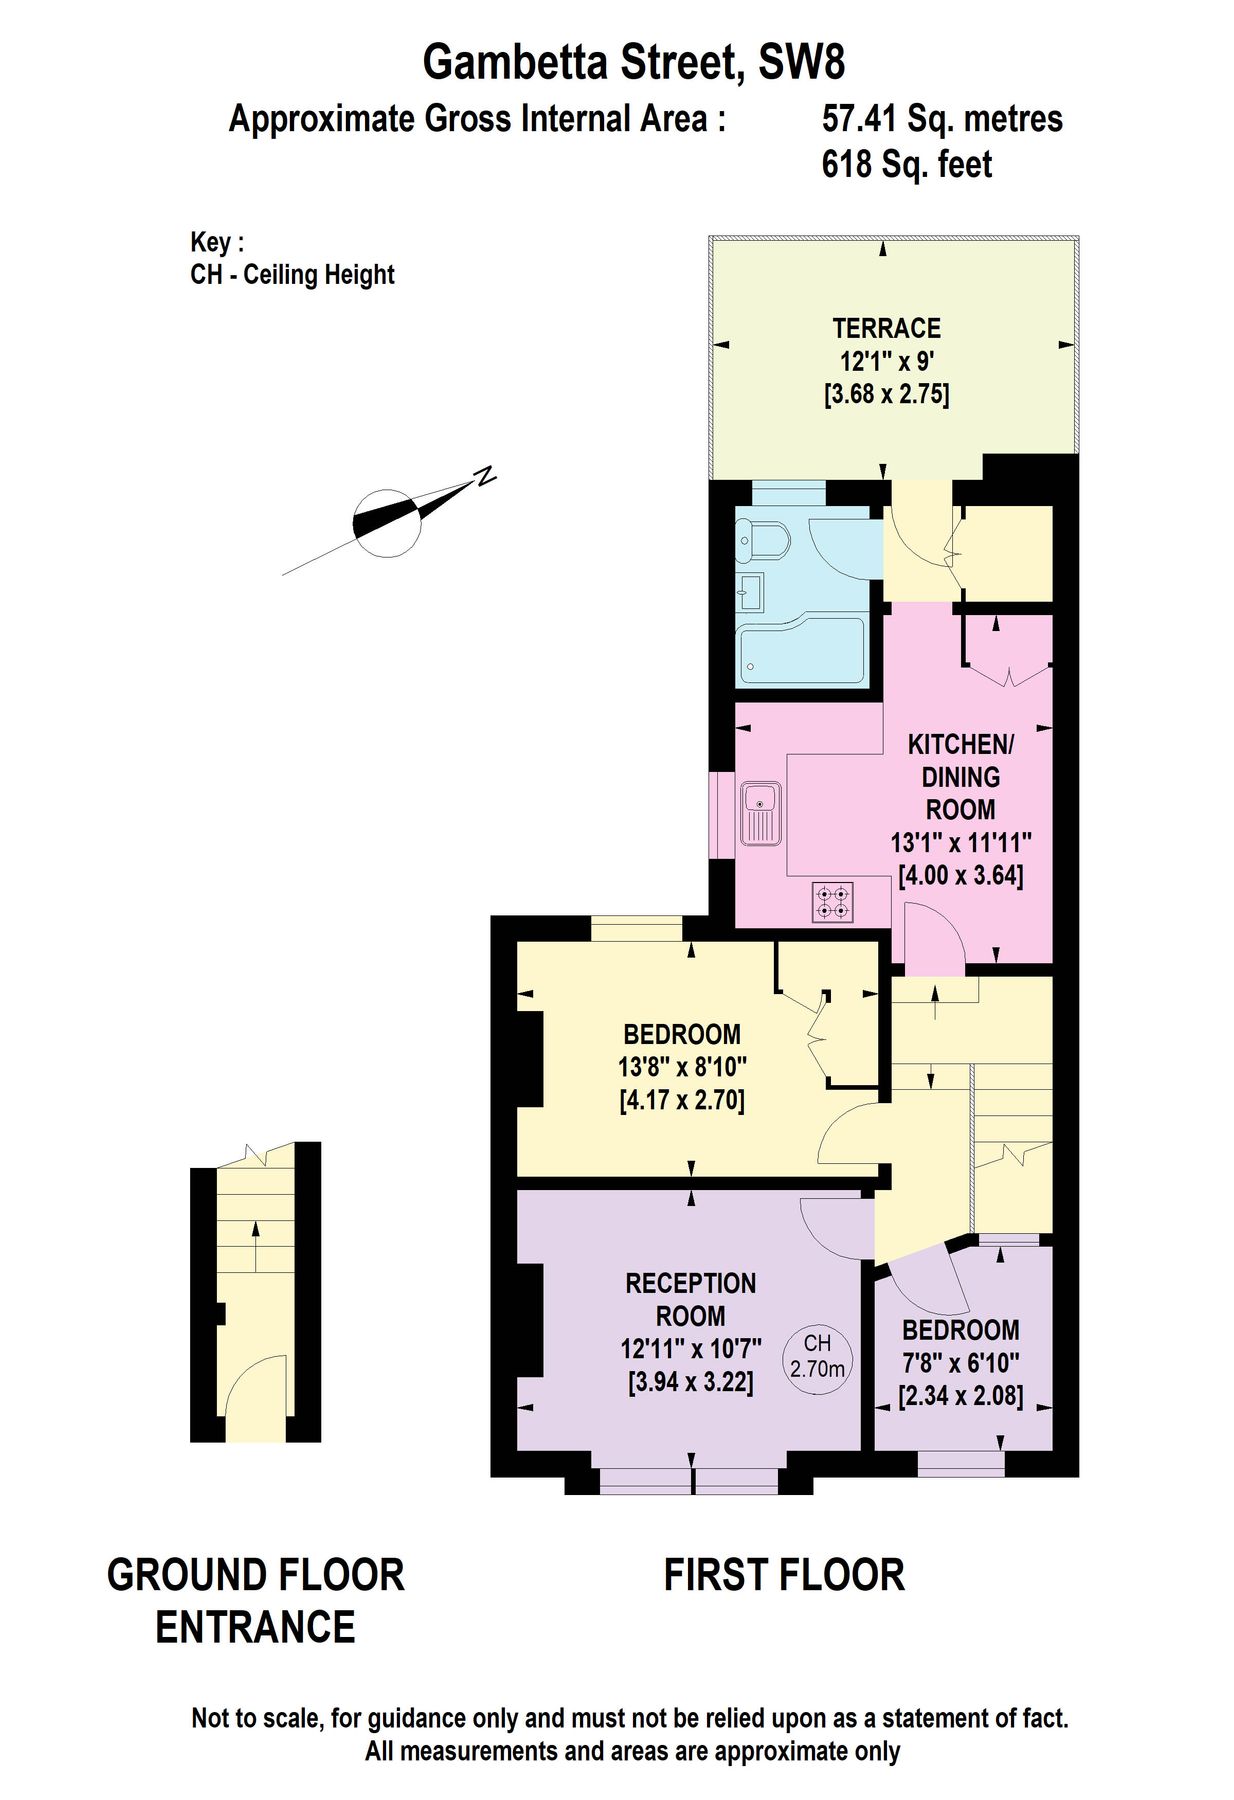 Gambetta Street, SW8
Approximate Gross Internal Area : 57.41 Sq. metres
618 Sq. feet
Key :
CH - Ceiling Height
TERRACE
12'1" x 9'
[3.68 x 2.75]
N
KITCHEN/
DINING
ROOM
13'1" x 11'11"
[4.00 x 3.64]
BEDROOM
13'8" x 8'10"
[4.17 x 2.70]
RECEPTION
ROOM
12'11" x 10'7"
[3.94 x 3.22]
CH
2.70m
BEDROOM
7'8" x 6'10"
[2.34 x 2.08]
GROUND FLOOR
ENTRANCE
FIRST FLOOR
Not to scale, for guidance only and must not be relied upon as a statement of fact.
All measurements and areas are approximate only